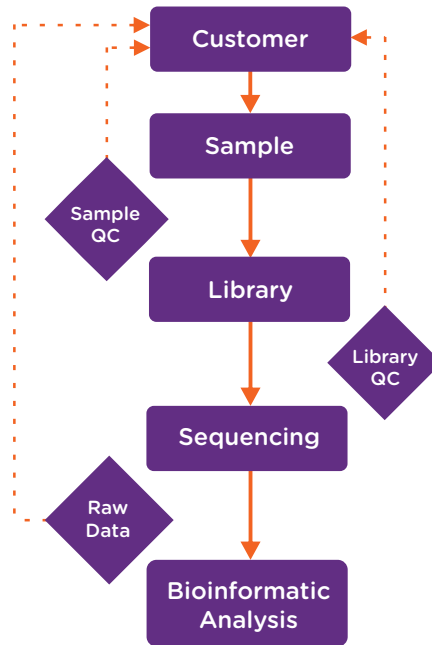 Customer
Sample
Sample
QC
Library
Library
QC
Sequencing
Raw
Data
Bioinformatic
Analysis